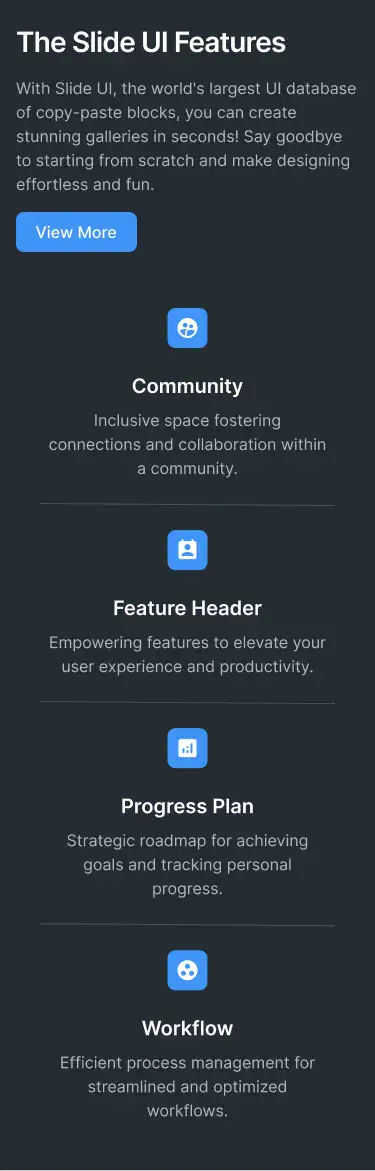 The Slide UI Features
With Slide UI, the world's largest UI database
of copy-paste blocks, you can create
stunning galleries in seconds! Say goodbye
to starting from scratch and make designing
effortless and fun.
View More
Community
Inclusive space fostering
connections and collaboration within
a community.
Feature Header
Empowering features to elevate your
user experience and productivity.
Progress Plan
Strategic roadmap for achieving
goals and tracking personal
progress.
Workflow
Efficient process management for
streamlined and optimized
workflows.